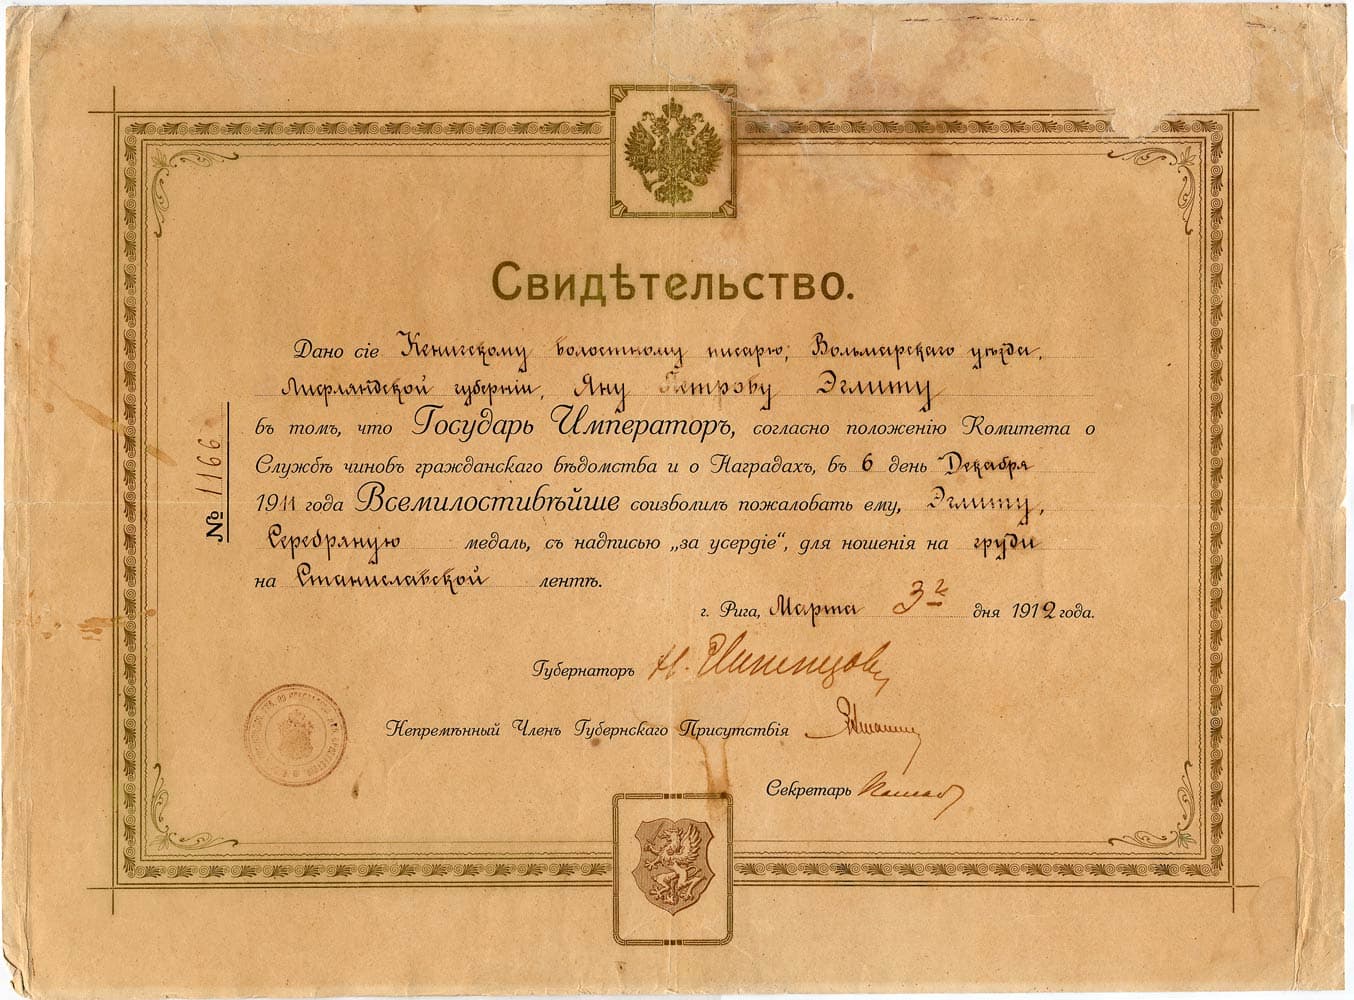 Свидѣтельство.
Дано сіе Кенигскому волостному писарю, Вольмарскаго уѣзда,
Лифляндской губерніи, Яну Петрову Эглиту
въ томъ, что Государь Императоръ, согласно положенію Комитета о
Службѣ чиновъ гражданскаго вѣдомства и о Наградахъ, въ 6 день Декабря
1911 года Всемилостивѣйше соизволилъ пожаловать ему, Эглиту,
Серебряную медаль, съ надписью „за усердіе“, для ношенія на груди
на Станиславской лентѣ.
г. Рига, Марта 3го дня 1912 года.
Губернаторъ
Непремѣнный Членъ Губернскаго Присутствія
Секретарь
№ 1166